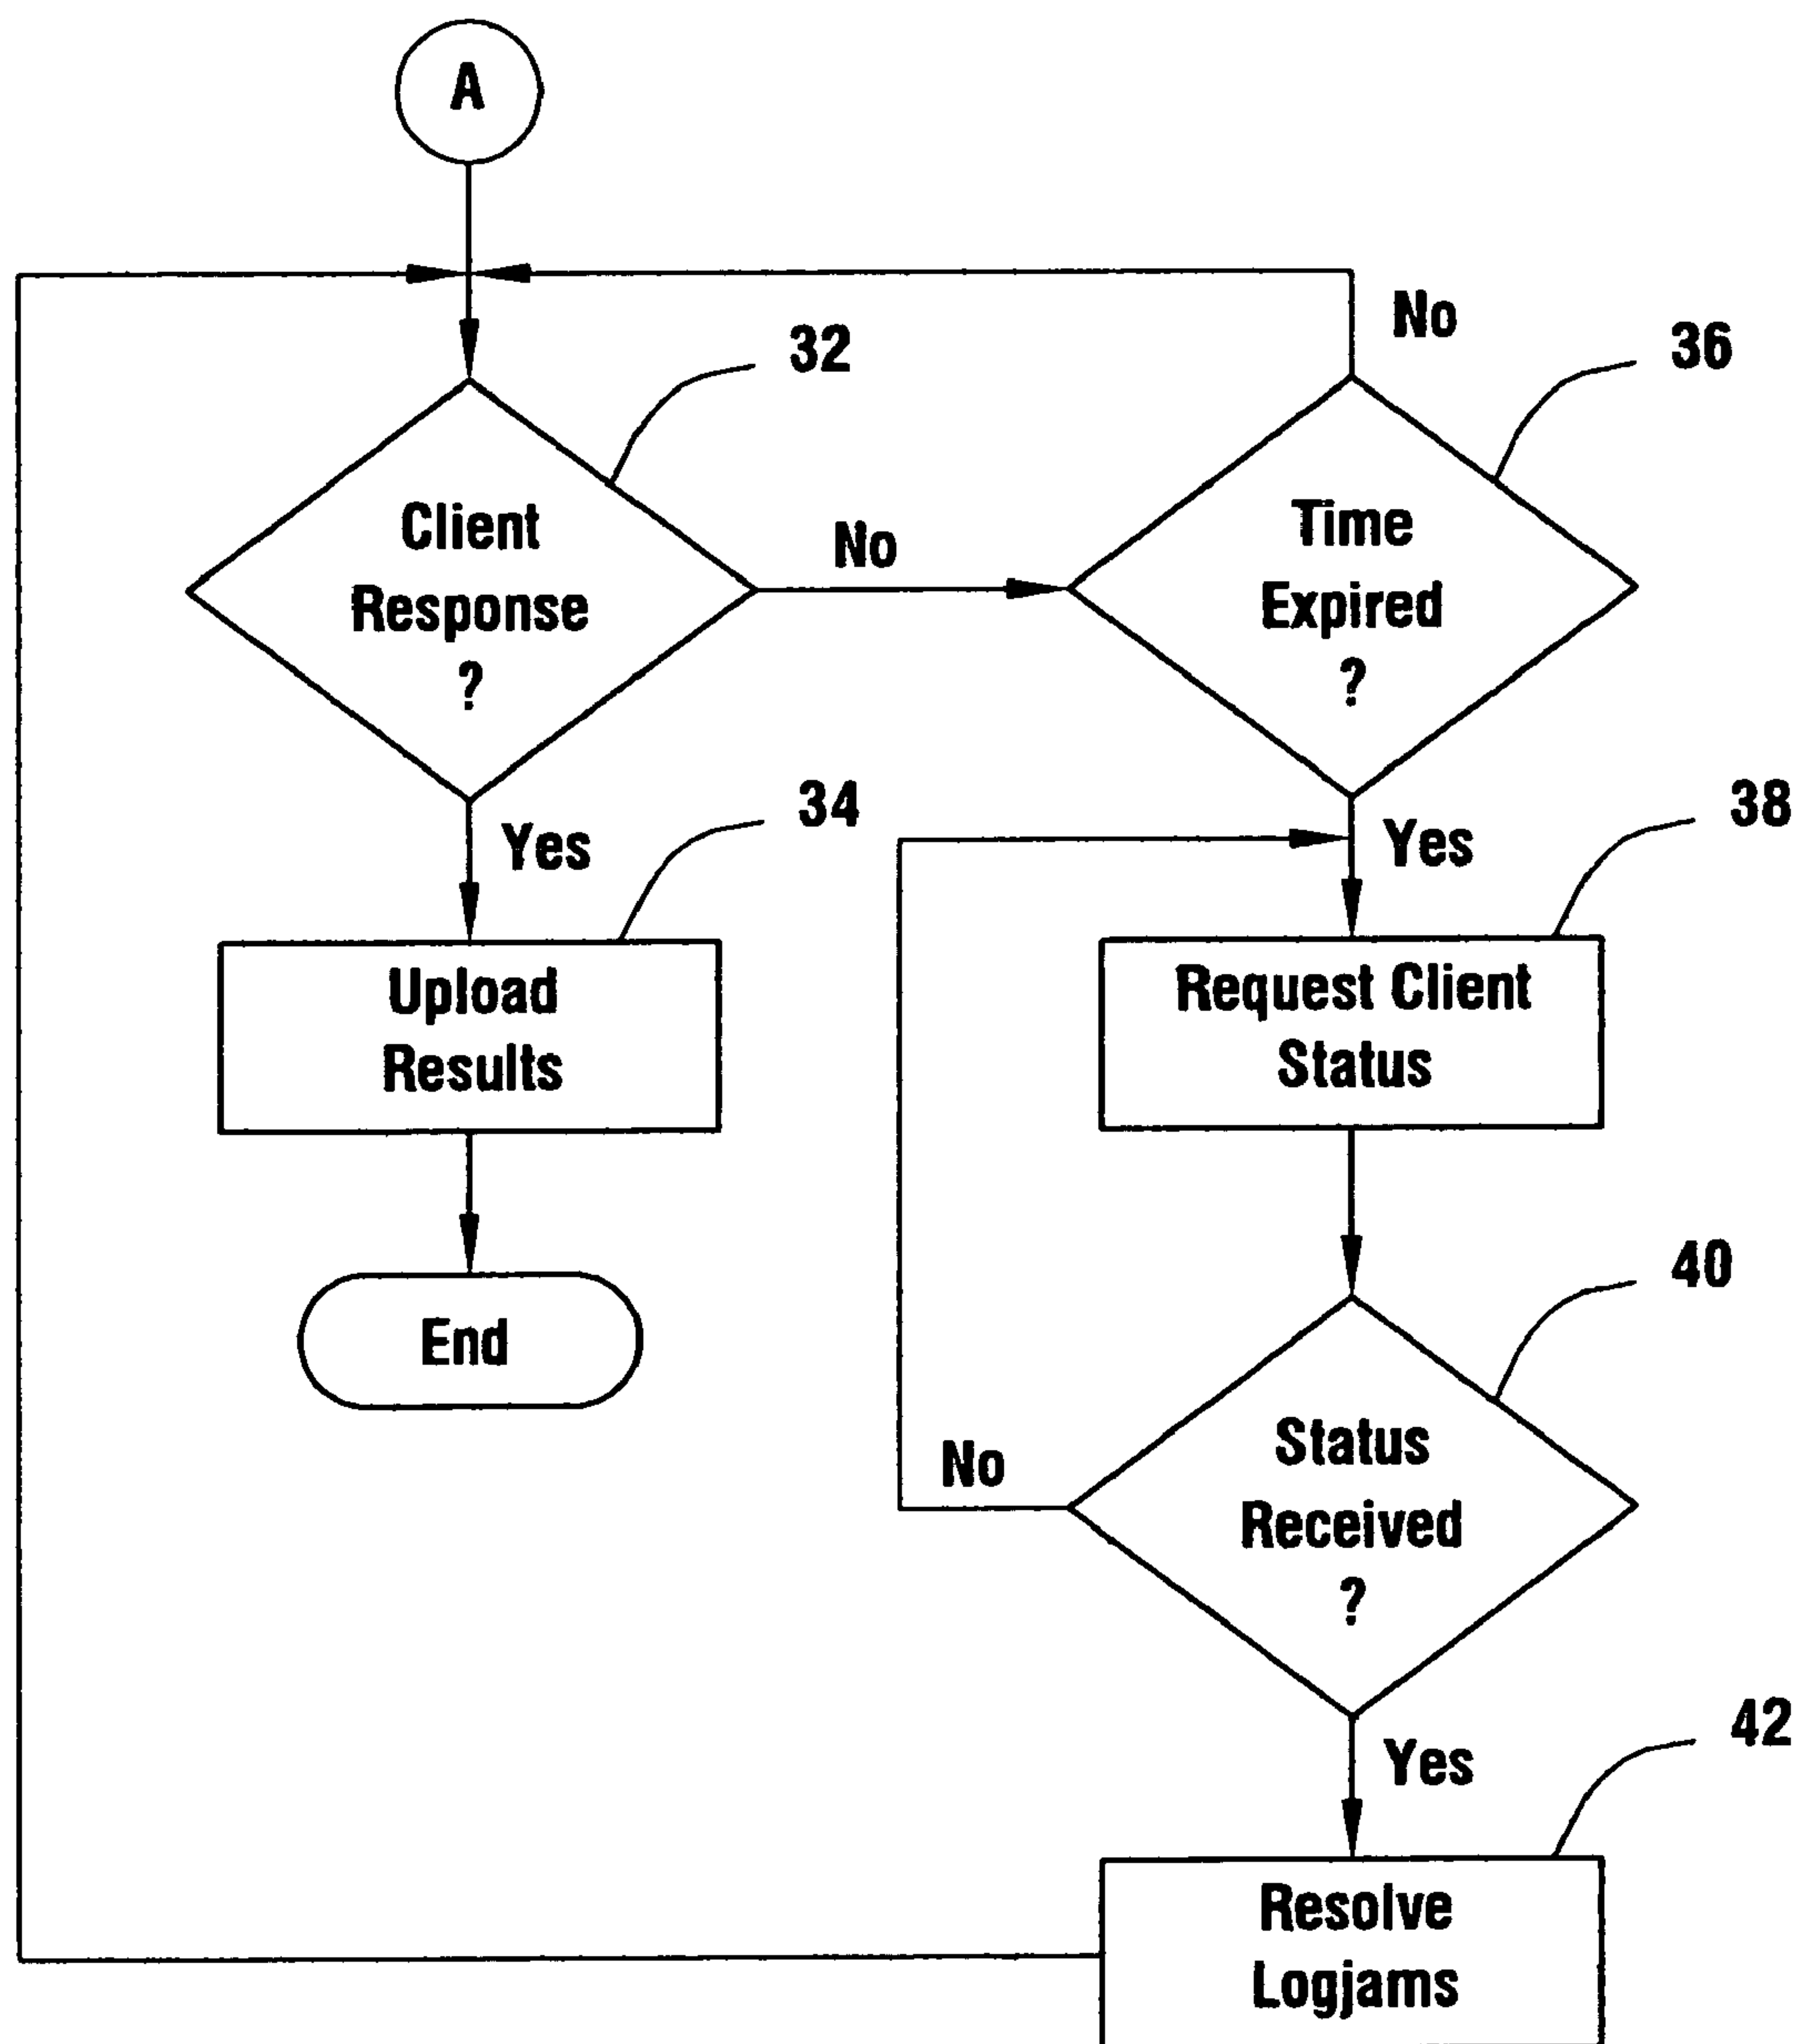 A
No
32
36
Client
Response
?
No
Time
Expired
?
Yes
34
Yes
38
Upload
Results
Request Client
Status
End
40
No
Status
Received
?
Yes
42
Resolve
Logjams